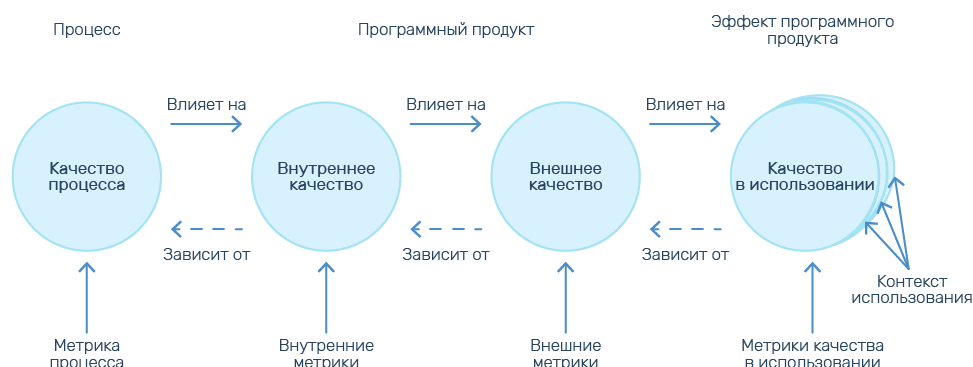 Процесс
Программный продукт
Эффект программного
продукта
Влияет на
Влияет на
Влияет на
Качество
процесса
Внутреннее
качество
Внешнее
качество
Качество
в использовании
Зависит от
Зависит от
Зависит от
Контекст
использования
Метрика
процесса
Внутренние
метрики
Внешние
метрики
Метрики качества
в использовании